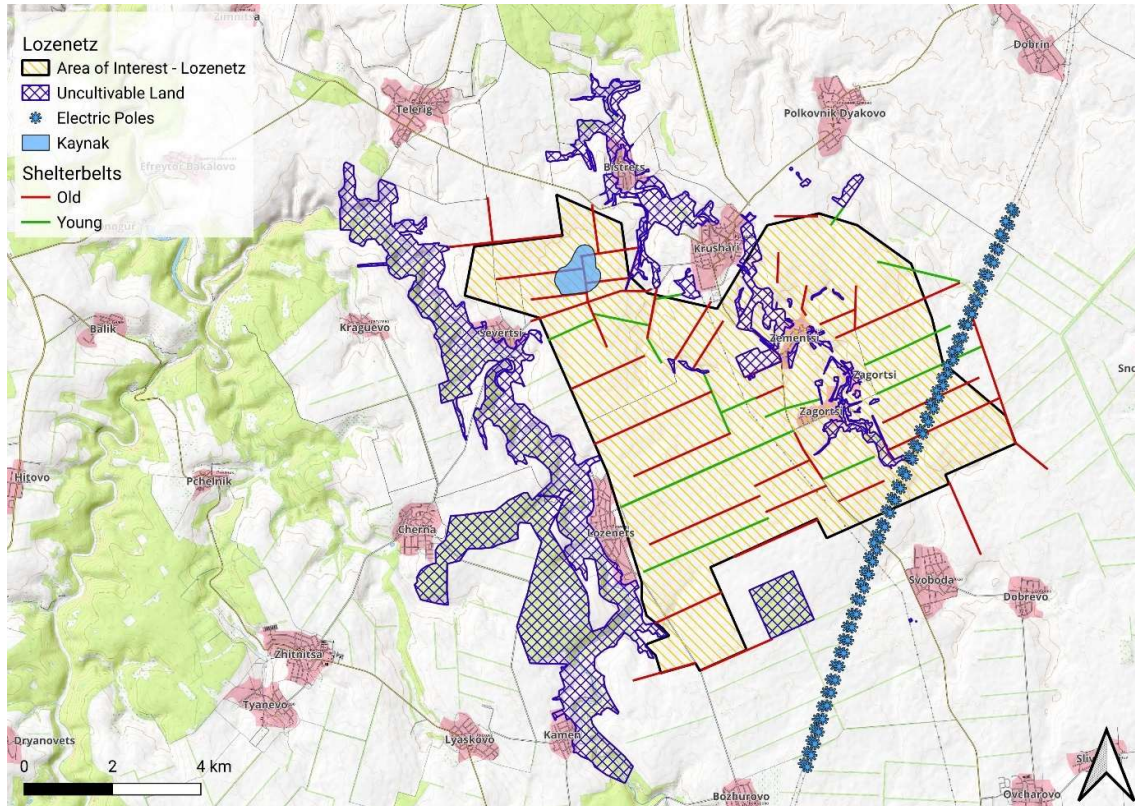 Lozenetz
Area of Interest - Lozenetz
Uncultivable Land
Electric Poles
Kaynak
Shelterbelts
Old
Young
Zimnitsa
Dobrin
Telerig
Polkovnik Dyakovo
Efreytor Bakalovo
Bistrets
Krushari
Balik
Kraguevo
Severtsi
Zementsi
Zagortsi
Zagortsi
Hitovo
Pchelnik
Cherna
Lozenets
Svoboda
Dobrevo
Zhitnitsa
Tyanevo
Lyaskovo
Kamen
Dryanovets
Bozhurovo
Ovcharovo
0 2 4 km